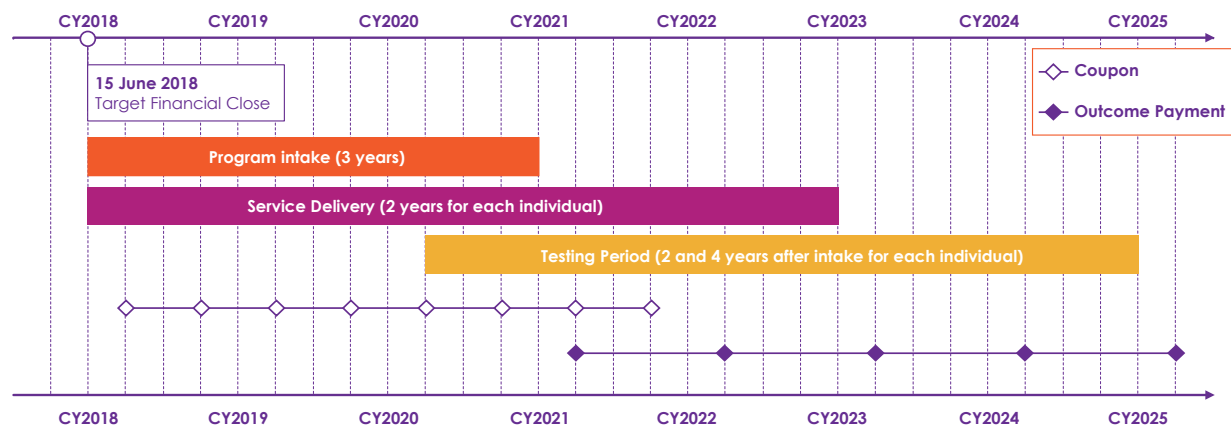 CY2018 CY2019 CY2020 CY2021 CY2022 CY2023 CY2024 CY2025
15 June 2018
Target Financial Close
Coupon
Outcome Payment
Program intake (3 years)
Service Delivery (2 years for each individual)
Testing Period (2 and 4 years after intake for each individual)
CY2018 CY2019 CY2020 CY2021 CY2022 CY2023 CY2024 CY2025